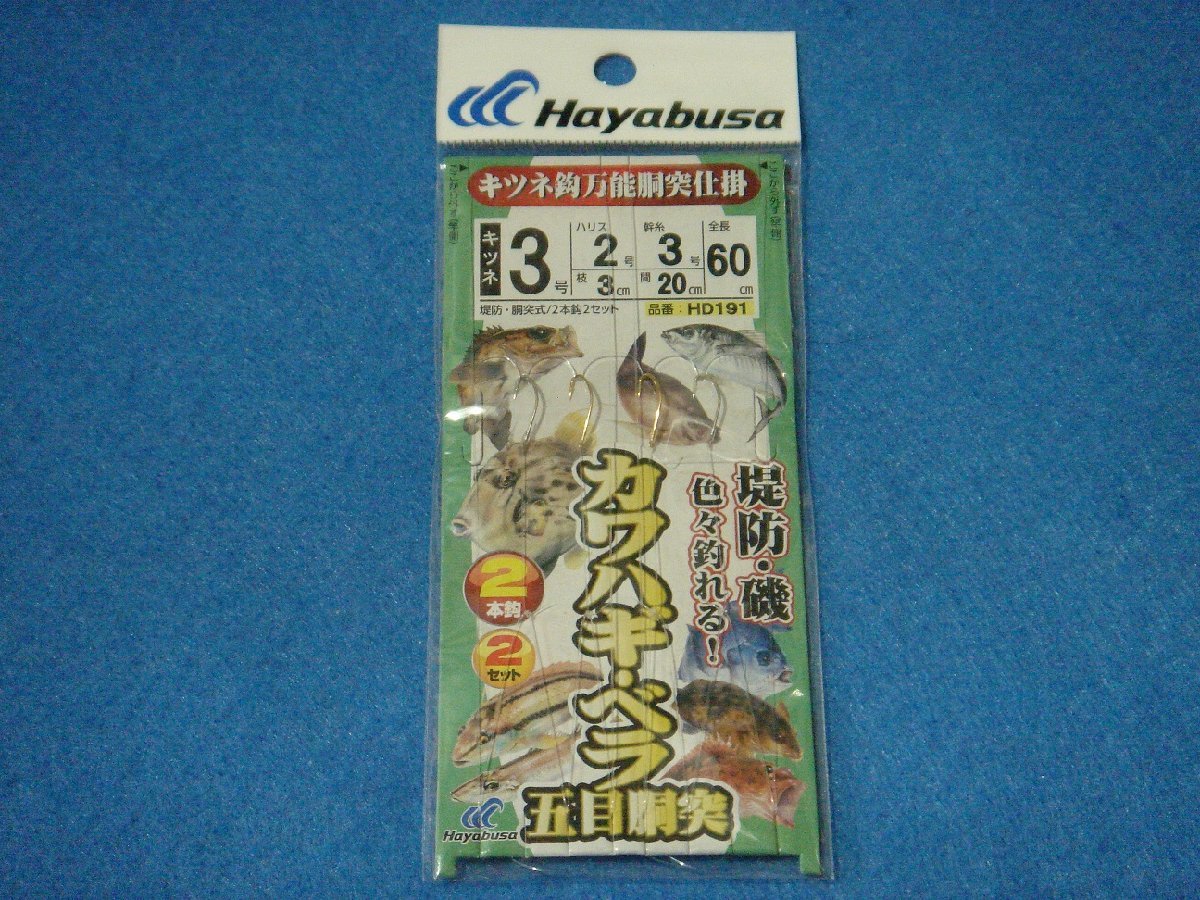 Hayabusa
キツネ鈎万能胴突仕掛
キツネ 3号
ハリス 2号
幹糸 3号
全長 60cm
枝 3cm
間 20cm
堤防・胴突式/2本鈎2セット
品番:HD191
堤防・磯
色々釣れる!
カワハギ・ベラ
五目胴突
2本鈎
2セット
Hayabusa